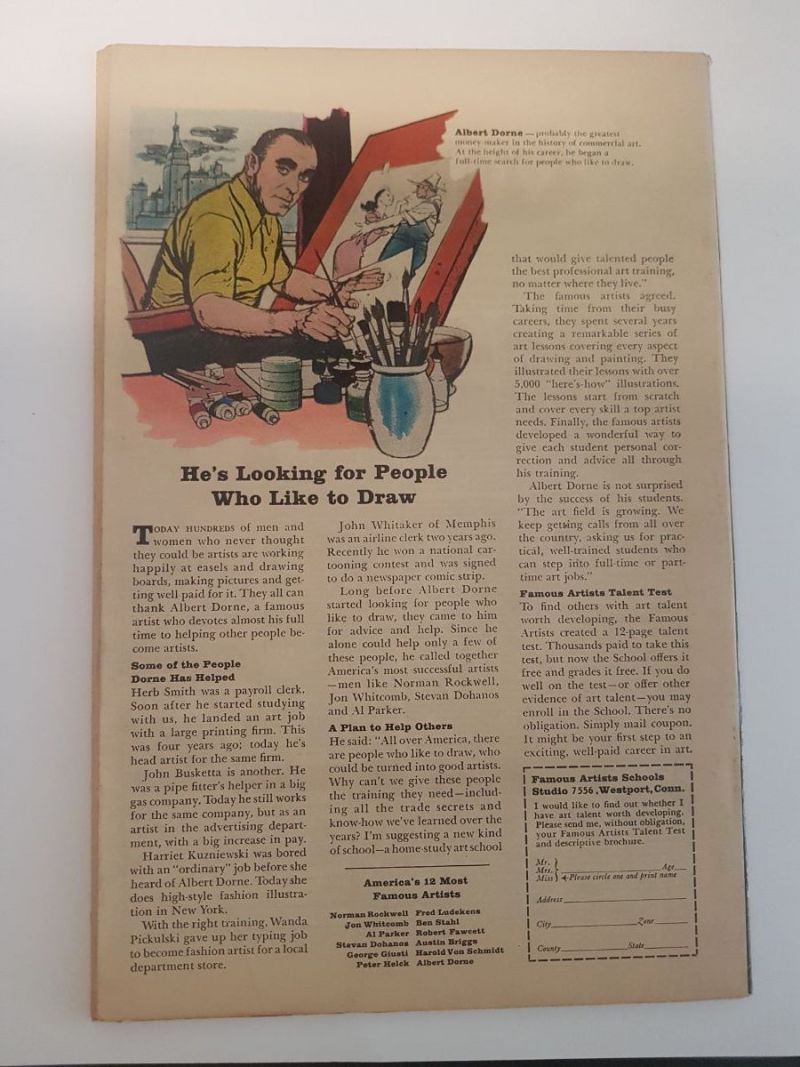 Albert Dorne — probably the greatest
money maker in the history of commercial art.
At the height of his career, he began a
full-time search for people who like to draw.
He's Looking for People
Who Like to Draw
TODAY HUNDREDS of men and
women who never thought
they could be artists are working
happily at easels and drawing
boards, making pictures and get-
ting well paid for it. They all can
thank Albert Dorne, a famous
artist who devotes almost his full
time to helping other people be-
come artists.
Some of the People
Dorne Has Helped
Herb Smith was a payroll clerk.
Soon after he started studying
with us, he landed an art job
with a large printing firm. This
was four years ago; today he's
head artist for the same firm.
John Busketta is another. He
was a pipe fitter's helper in a big
gas company. Today he still works
for the same company, but as an
artist in the advertising depart-
ment, with a big increase in pay.
Harriet Kuzniewski was bored
with an "ordinary" job before she
heard of Albert Dorne. Today she
does high-style fashion illustra-
tion in New York.
With the right training, Wanda
Pickulski gave up her typing job
to become fashion artist for a local
department store.
John Whitaker of Memphis
was an airline clerk two years ago.
Recently he won a national car-
tooning contest and was signed
to do a newspaper comic strip.
Long before Albert Dorne
started looking for people who
like to draw, they came to him
for advice and help. Since he
alone could help only a few of
these people, he called together
America's most successful artists
—men like Norman Rockwell,
Jon Whitcomb, Stevan Dohanos
and Al Parker.
A Plan to Help Others
He said: "All over America, there
are people who like to draw, who
could be turned into good artists.
Why can't we give these people
the training they need—includ-
ing all the trade secrets and
know-how we've learned over the
years? I'm suggesting a new kind
of school—a home-study art school
America's 12 Most
Famous Artists
Norman Rockwell Fred Ludekens
Jon Whitcomb Ben Stahl
Al Parker Robert Fawcett
Stevan Dohanos Austin Briggs
George Giusti Harold Von Schmidt
Peter Helck Albert Dorne
that would give talented people
the best professional art training,
no matter where they live."
The famous artists agreed.
Taking time from their busy
careers, they spent several years
creating a remarkable series of
art lessons covering every aspect
of drawing and painting. They
illustrated their lessons with over
5,000 "here's-how" illustrations.
The lessons start from scratch
and cover every skill a top artist
needs. Finally, the famous artists
developed a wonderful way to
give each student personal cor-
rection and advice all through
his training.
Albert Dorne is not surprised
by the success of his students.
"The art field is growing. We
keep getting calls from all over
the country, asking us for prac-
tical, well-trained students who
can step into full-time or part-
time art jobs."
Famous Artists Talent Test
To find others with art talent
worth developing, the Famous
Artists created a 12-page talent
test. Thousands paid to take this
test, but now the School offers it
free and grades it free. If you do
well on the test—or offer other
evidence of art talent—you may
enroll in the School. There's no
obligation. Simply mail coupon.
It might be your first step to an
exciting, well-paid career in art.
Famous Artists Schools
Studio 7556, Westport, Conn.
I would like to find out whether I
have art talent worth developing.
Please send me, without obligation,
your Famous Artists Talent Test
and descriptive brochure.
Mr.
Mrs. Age
Miss Please circle one and print name
Address
City Zone
County State